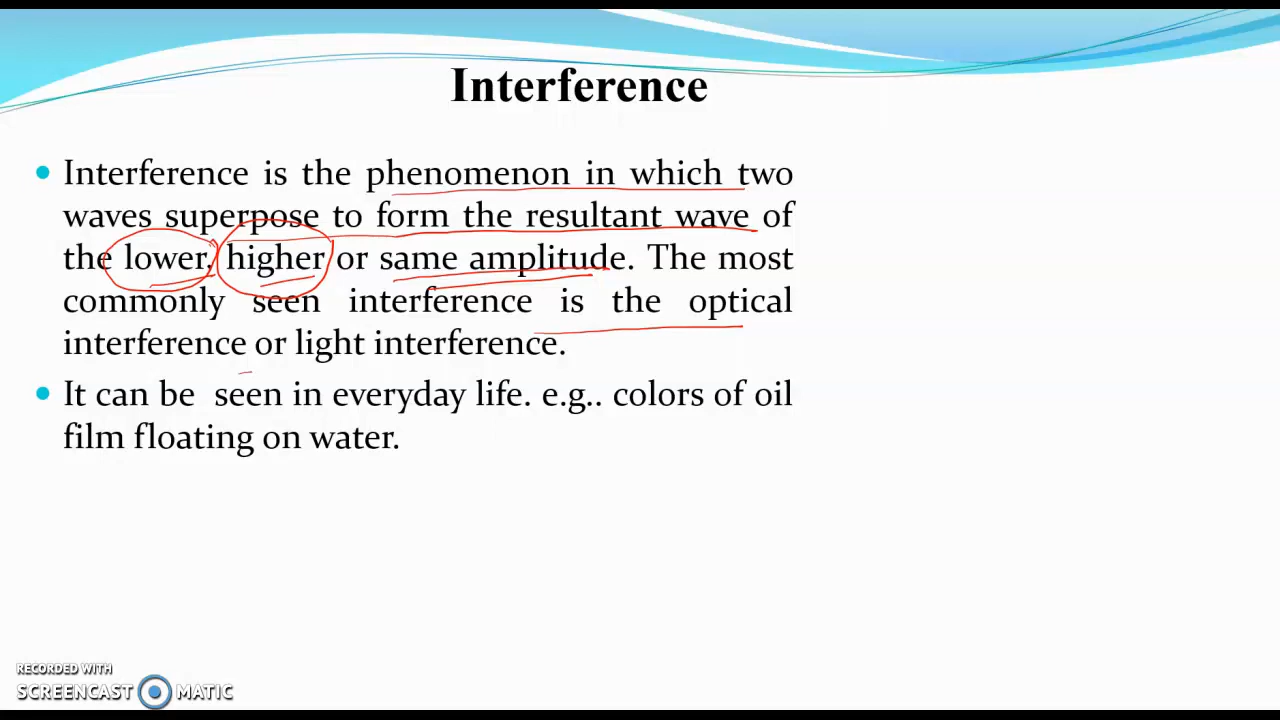 Interference
Interference is the phenomenon in which two
waves superpose to form the resultant wave of
the lower, higher or same amplitude. The most
commonly seen interference is the optical
interference or light interference.
It can be seen in everyday life. e.g.. colors of oil
film floating on water.
RECORDED WITH
SCREENCAST MATIC